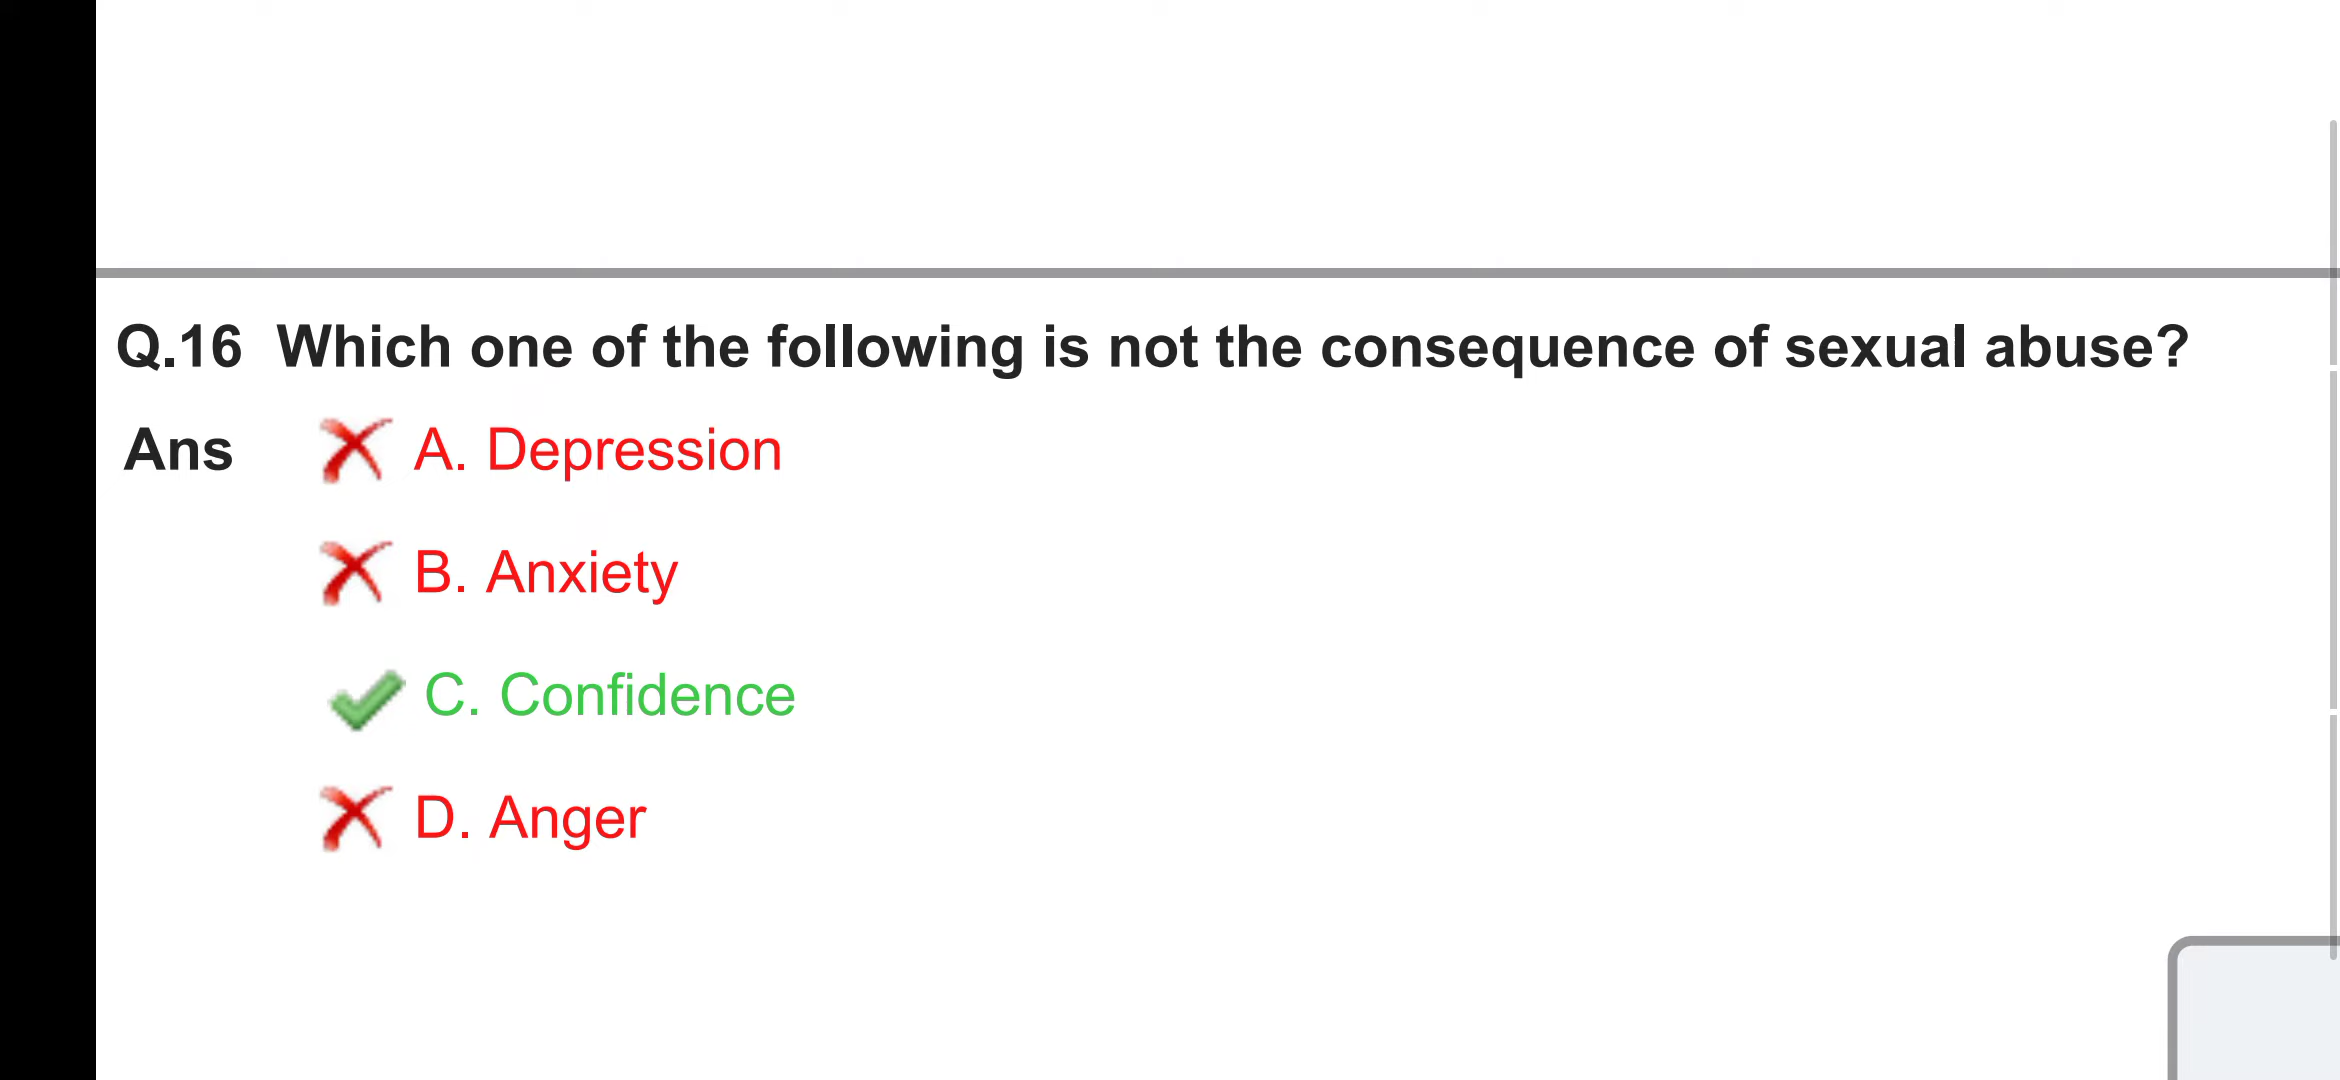 Q.16 Which one of the following is not the consequence of sexual abuse?
Ans A. Depression
B. Anxiety
C. Confidence
D. Anger